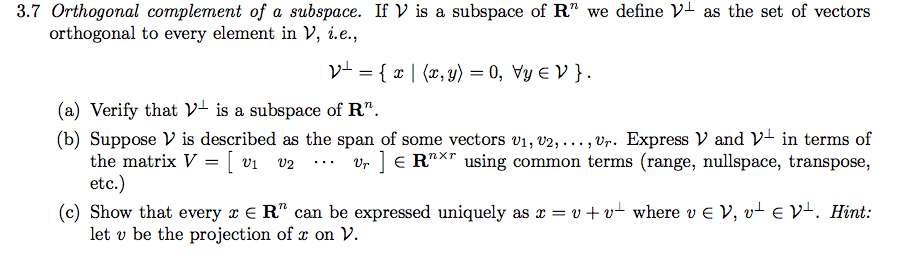 3.7 Orthogonal complement of a subspace. If 𝒱 is a subspace of Rⁿ we define 𝒱⊥ as the set of vectors
orthogonal to every element in 𝒱, i.e.,
𝒱⊥ = { x | ⟨x, y⟩ = 0, ∀y ∈ 𝒱 } .
(a) Verify that 𝒱⊥ is a subspace of Rⁿ.
(b) Suppose 𝒱 is described as the span of some vectors v₁, v₂, . . . , vᵣ. Express 𝒱 and 𝒱⊥ in terms of
the matrix V = [ v₁ v₂ ⋯ vᵣ ] ∈ Rⁿˣʳ using common terms (range, nullspace, transpose,
etc.)
(c) Show that every x ∈ Rⁿ can be expressed uniquely as x = v + v⊥ where v ∈ 𝒱, v⊥ ∈ 𝒱⊥. Hint:
let v be the projection of x on 𝒱.